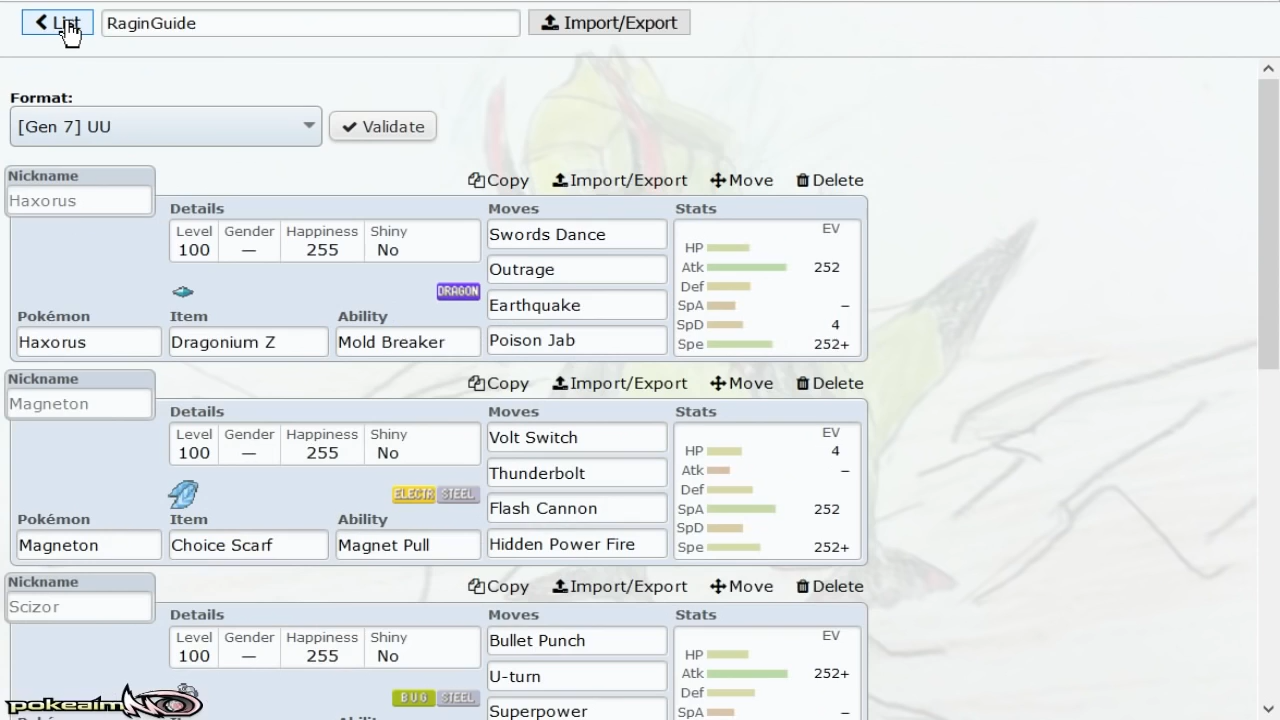 List
RaginGuide
Import/Export
Format:
[Gen 7] UU
Validate
Nickname
Haxorus
Copy
Import/Export
Move
Delete
Details
Moves
Stats
Level
Gender
Happiness
Shiny
100
—
255
No
Swords Dance
Outrage
Earthquake
Poison Jab
EV
HP
Atk 252
Def
SpA –
SpD 4
Spe 252+
DRAGON
Pokémon
Item
Ability
Haxorus
Dragonium Z
Mold Breaker
Nickname
Magneton
Copy
Import/Export
Move
Delete
Details
Moves
Stats
Level
Gender
Happiness
Shiny
100
—
255
No
Volt Switch
Thunderbolt
Flash Cannon
Hidden Power Fire
EV
HP 4
Atk –
Def
SpA 252
SpD
Spe 252+
ELECTR STEEL
Pokémon
Item
Ability
Magneton
Choice Scarf
Magnet Pull
Nickname
Scizor
Copy
Import/Export
Move
Delete
Details
Moves
Stats
Level
Gender
Happiness
Shiny
100
—
255
No
Bullet Punch
U-turn
Superpower
EV
HP
Atk 252+
Def
SpA –
BUG STEEL
pokeaim